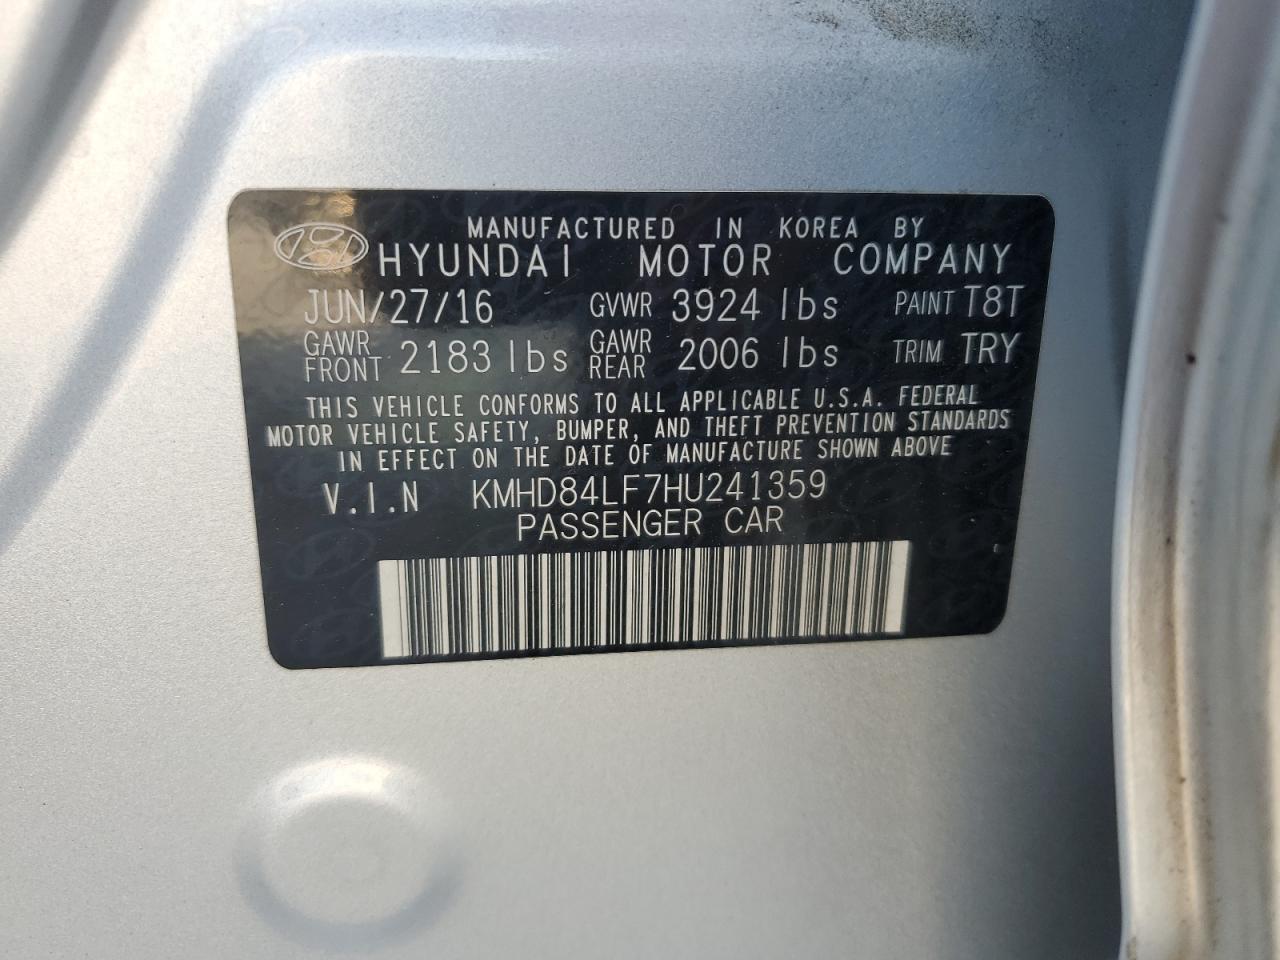 MANUFACTURED IN KOREA BY
HYUNDAI MOTOR COMPANY
JUN/27/16 GVWR 3924 lbs PAINT T8T
GAWR FRONT 2183 lbs GAWR REAR 2006 lbs TRIM TRY
THIS VEHICLE CONFORMS TO ALL APPLICABLE U.S.A. FEDERAL
MOTOR VEHICLE SAFETY, BUMPER, AND THEFT PREVENTION STANDARDS
IN EFFECT ON THE DATE OF MANUFACTURE SHOWN ABOVE
V.I.N KMHD84LF7HU241359
PASSENGER CAR